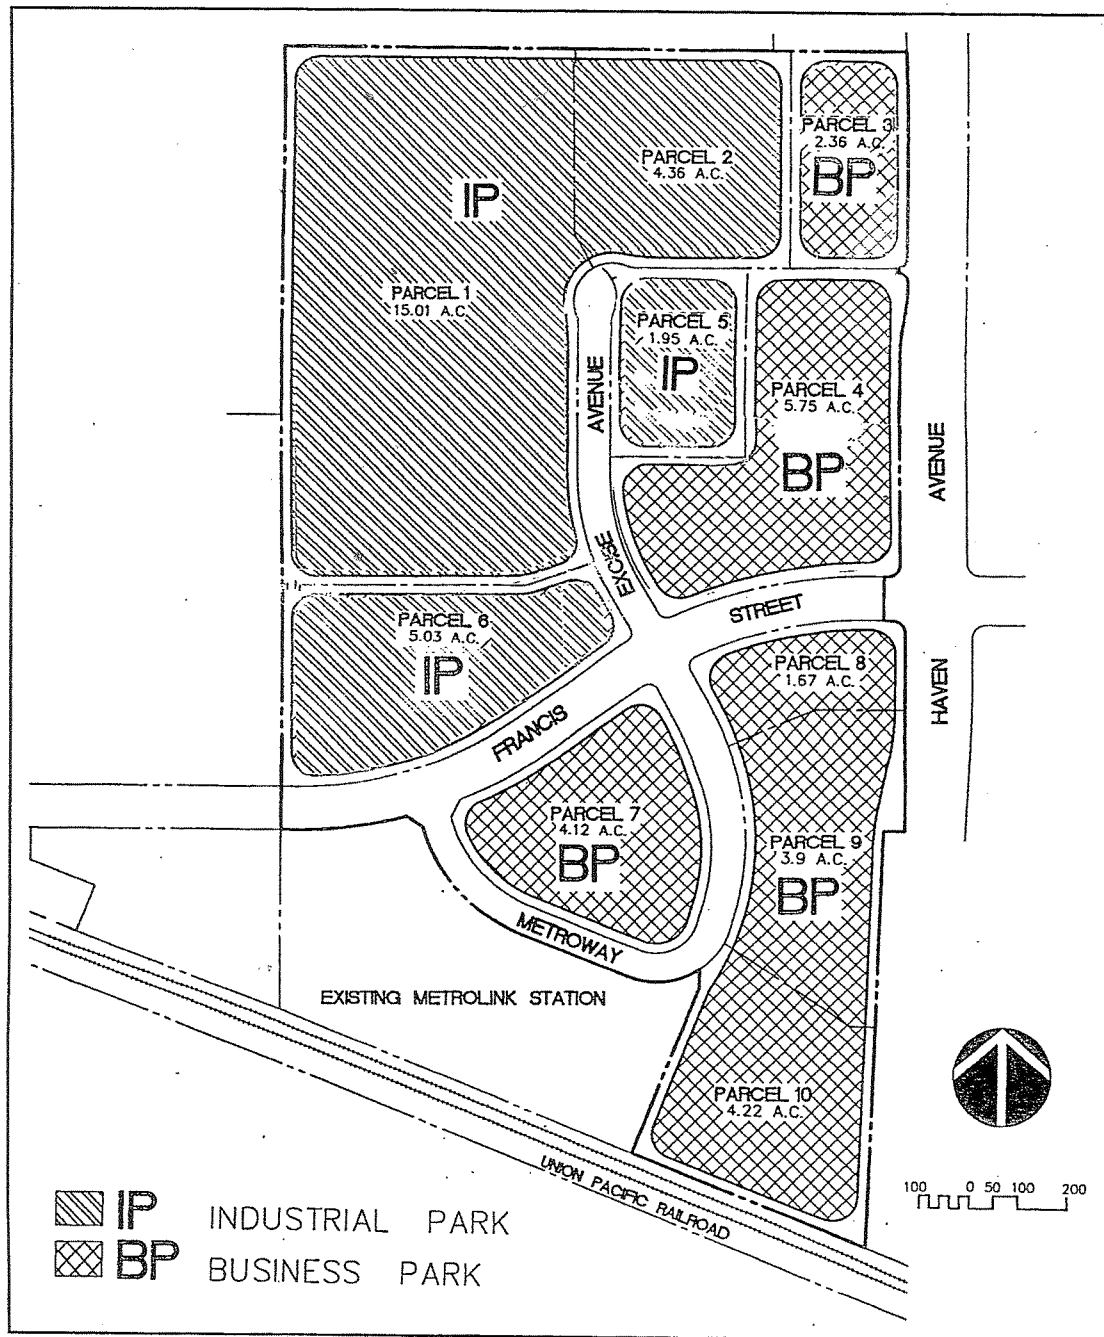 PARCEL 3
2.36 A.C.
BP
PARCEL 2
4.36 A.C.
IP
PARCEL 1
15.01 A.C.
PARCEL 5
1.95 A.C.
IP
PARCEL 4
5.75 A.C.
BP
AVENUE
EXCISE
AVENUE
HAVEN
STREET
FRANCIS
PARCEL 6
5.03 A.C.
IP
PARCEL 8
1.67 A.C.
PARCEL 7
4.12 A.C.
BP
PARCEL 9
3.9 A.C.
BP
METROWAY
EXISTING METROLINK STATION
PARCEL 10
4.22 A.C.
UNION PACIFIC RAILROAD
100 0 50 100 200
IP INDUSTRIAL PARK
BP BUSINESS PARK